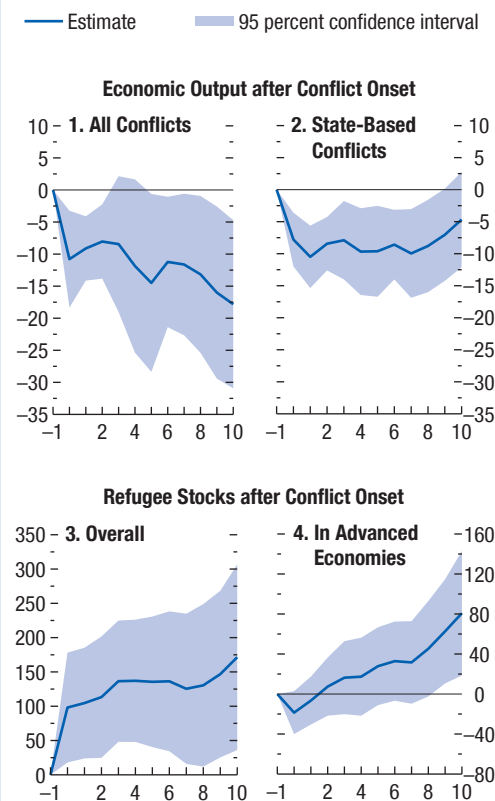 Estimate 95 percent confidence interval
Economic Output after Conflict Onset
1. All Conflicts
10
5
0
–5
–10
–15
–20
–25
–30
–35
–1 2 4 6 8 10
2. State-Based
Conflicts
10
5
0
–5
–10
–15
–20
–25
–30
–35
–1 2 4 6 8 10
Refugee Stocks after Conflict Onset
3. Overall
350
300
250
200
150
100
50
0
–1 2 4 6 8 10
4. In Advanced
Economies
160
120
80
40
0
–40
–80
–1 2 4 6 8 10